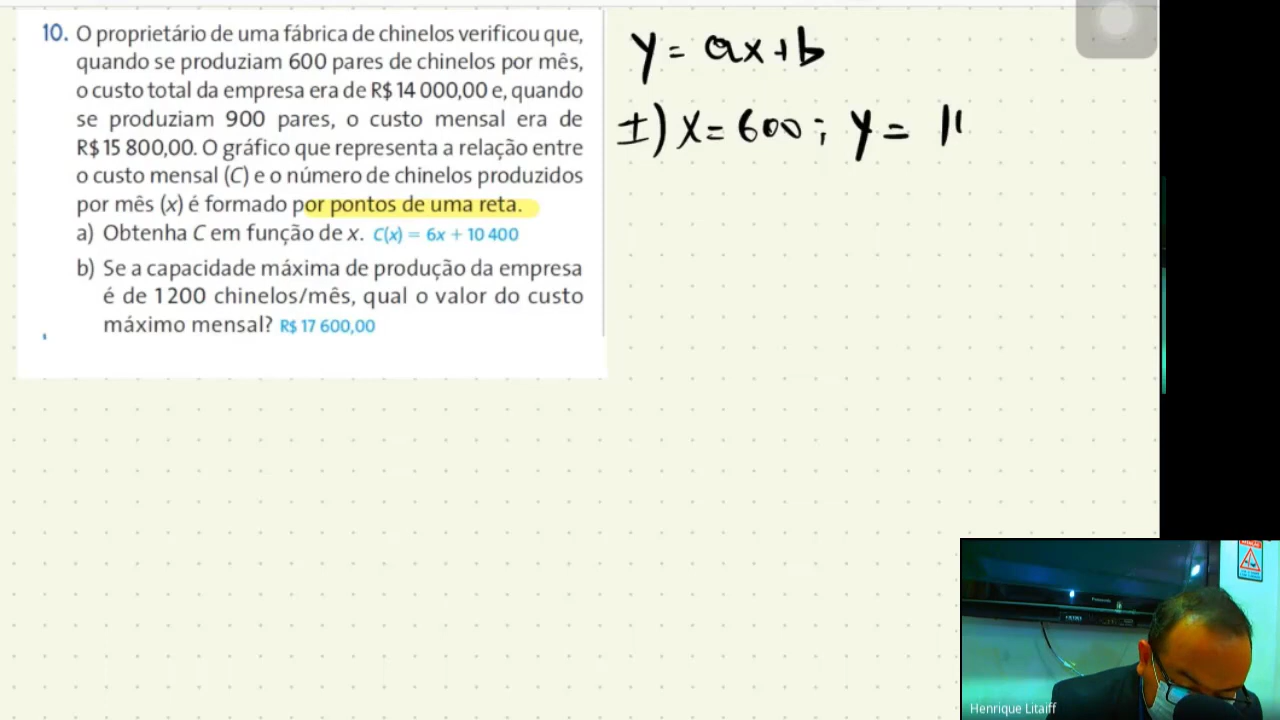 10. O proprietário de uma fábrica de chinelos verificou que,
quando se produziam 600 pares de chinelos por mês,
o custo total da empresa era de R$ 14 000,00 e, quando
se produziam 900 pares, o custo mensal era de
R$ 15 800,00. O gráfico que representa a relação entre
o custo mensal (C) e o número de chinelos produzidos
por mês (x) é formado por pontos de uma reta.
a) Obtenha C em função de x. C(x) = 6x + 10 400
b) Se a capacidade máxima de produção da empresa
é de 1 200 chinelos/mês, qual o valor do custo
máximo mensal? R$ 17 600,00
y = ax+b
I) x = 600 ; y =
Panasonic
Henrique Litaiff